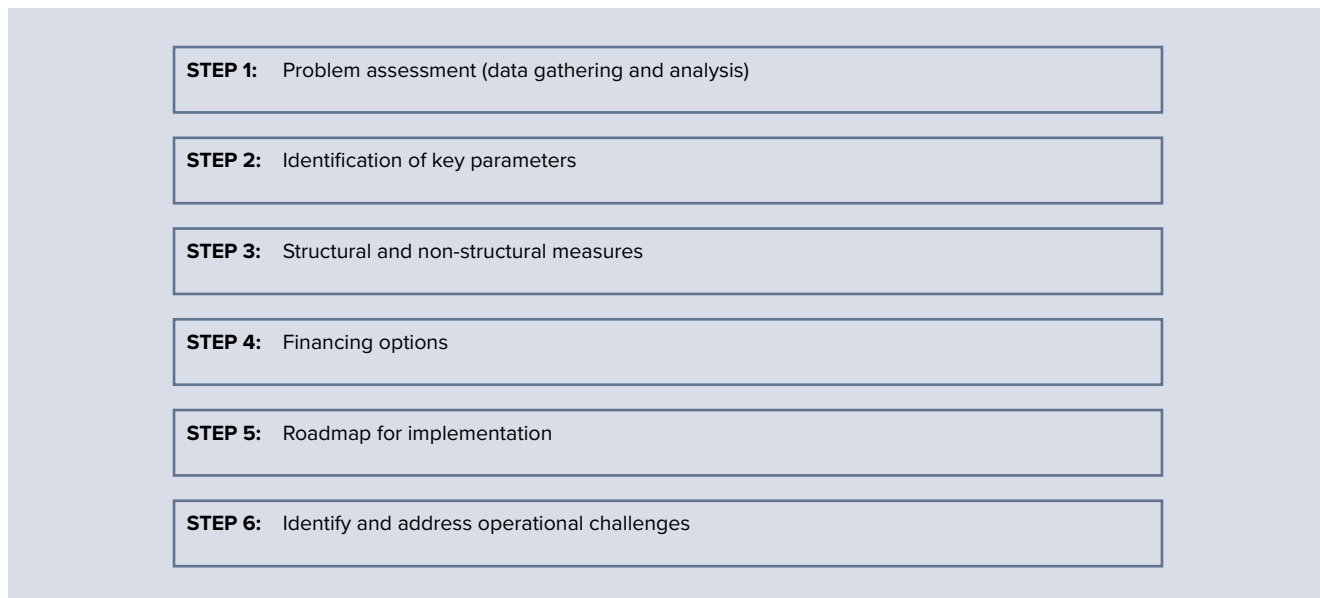 STEP 1: Problem assessment (data gathering and analysis)
STEP 2: Identification of key parameters
STEP 3: Structural and non-structural measures
STEP 4: Financing options
STEP 5: Roadmap for implementation
STEP 6: Identify and address operational challenges